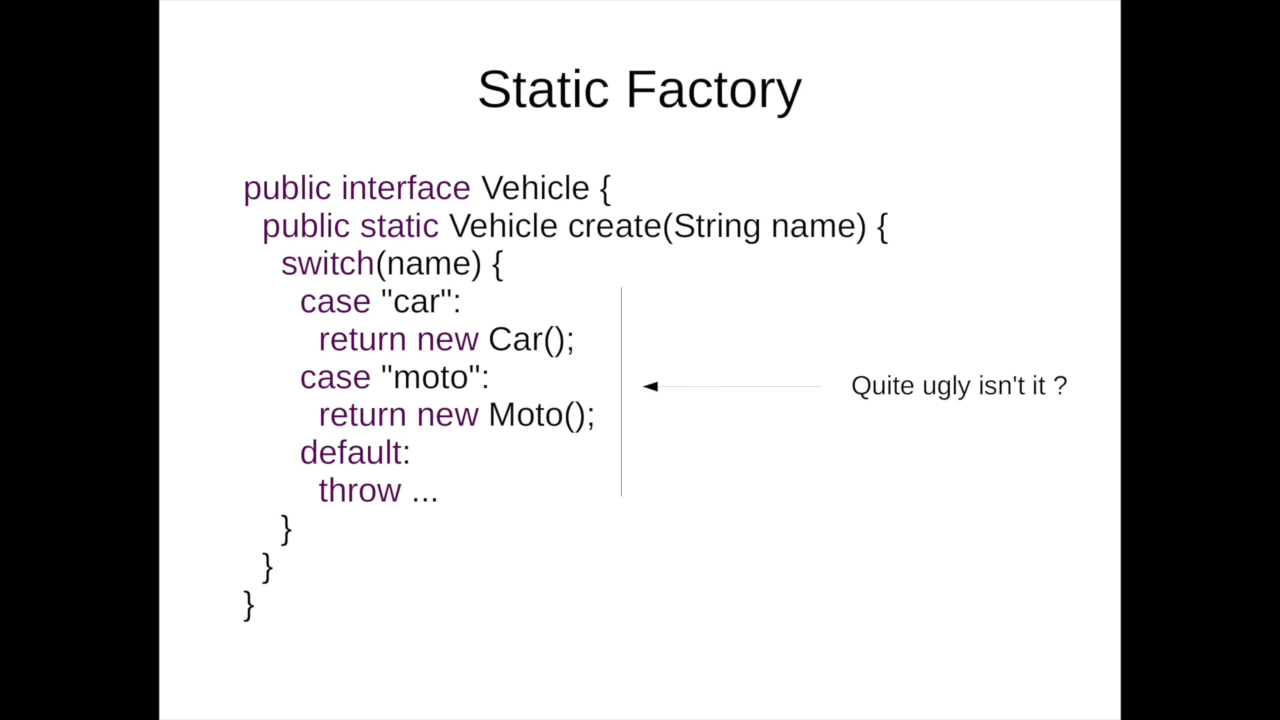 Static Factory
public interface Vehicle {
public static Vehicle create(String name) {
switch(name) {
case "car":
return new Car();
case "moto":
return new Moto();
default:
throw ...
}
}
}
Quite ugly isn't it ?